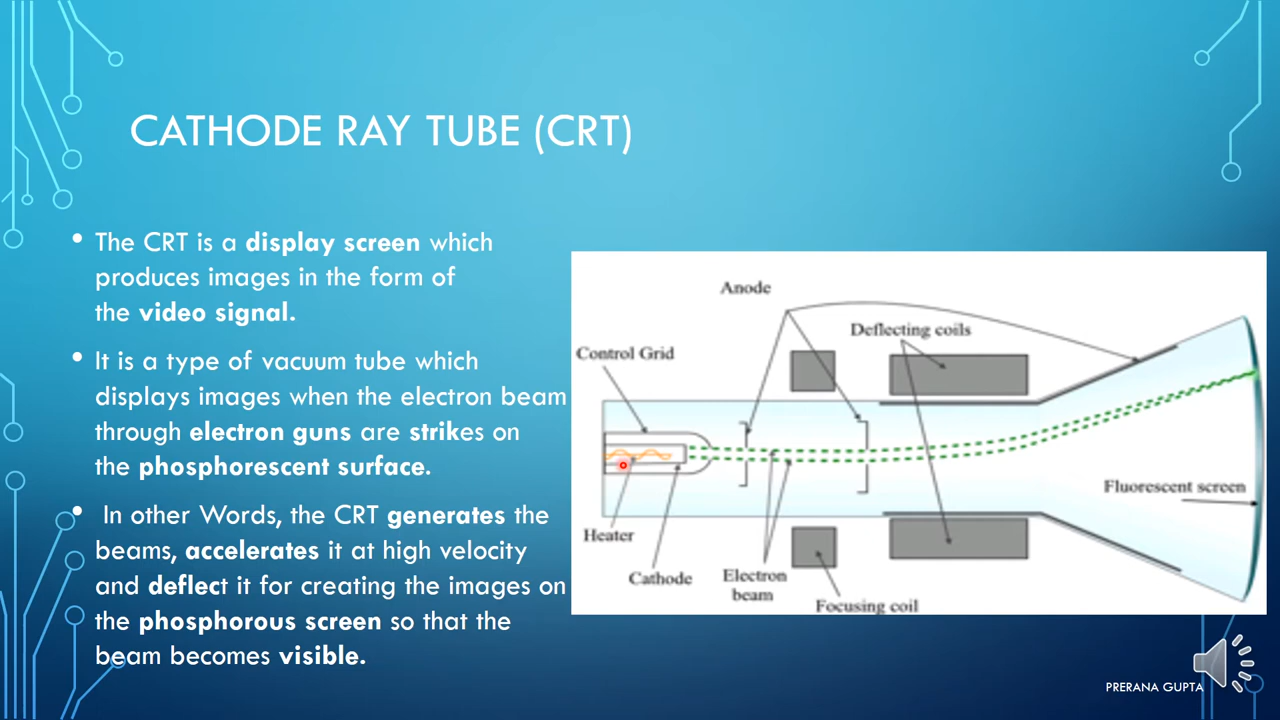 CATHODE RAY TUBE (CRT)
• The CRT is a display screen which
produces images in the form of
the video signal.
• It is a type of vacuum tube which
displays images when the electron beam
through electron guns are strikes on
the phosphorescent surface.
• In other Words, the CRT generates the
beams, accelerates it at high velocity
and deflect it for creating the images on
the phosphorous screen so that the
beam becomes visible.
Anode
Deflecting coils
Control Grid
Fluorescent screen
Heater
Cathode
Electron
beam
Focusing coil
PRERANA GUPTA